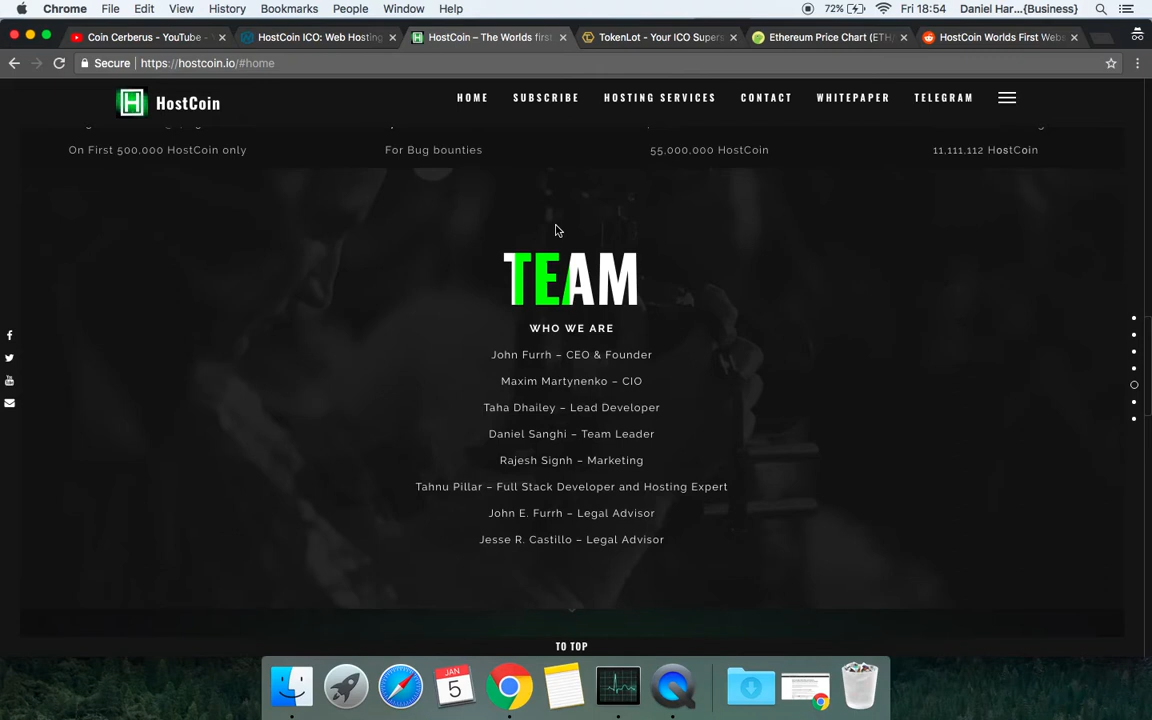 Chrome File Edit View History Bookmarks People Window Help 72% Fri 18:54 Daniel Har...{Business}
Coin Cerberus - YouTube - HostCoin ICO: Web Hosting HostCoin – The Worlds first TokenLot - Your ICO Supers Ethereum Price Chart (ETH/ HostCoin Worlds First Webs
Secure https://hostcoin.io/#home
H HostCoin HOME SUBSCRIBE HOSTING SERVICES CONTACT WHITEPAPER TELEGRAM
On First 500,000 HostCoin only For Bug bounties 55,000,000 HostCoin 11,111,112 HostCoin
TEAM
WHO WE ARE
John Furrh – CEO & Founder
Maxim Martynenko – CIO
Taha Dhailey – Lead Developer
Daniel Sanghi – Team Leader
Rajesh Signh – Marketing
Tahnu Pillar – Full Stack Developer and Hosting Expert
John E. Furrh – Legal Advisor
Jesse R. Castillo – Legal Advisor
TO TOP
JAN
5